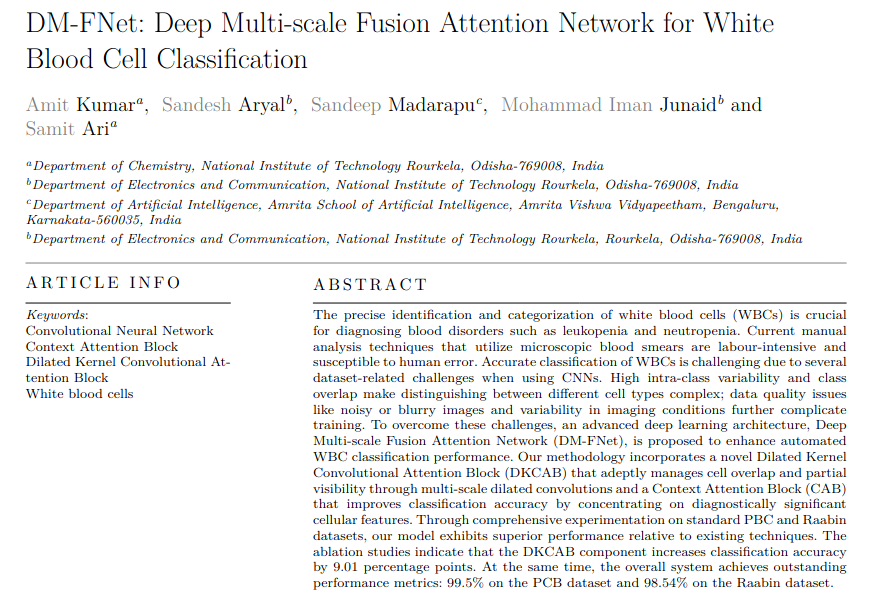 DM-FNet: Deep Multi-scale Fusion Attention Network for White
Blood Cell Classification
Amit Kumarᵃ, Sandesh Aryalᵇ, Sandeep Madarapuᶜ, Mohammad Iman Junaidᵇ and
Samit Ariᵃ
ᵃDepartment of Chemistry, National Institute of Technology Rourkela, Odisha-769008, India
ᵇDepartment of Electronics and Communication, National Institute of Technology Rourkela, Odisha-769008, India
ᶜDepartment of Artificial Intelligence, Amrita School of Artificial Intelligence, Amrita Vishwa Vidyapeetham, Bengaluru,
Karnakata-560035, India
ᵇDepartment of Electronics and Communication, National Institute of Technology Rourkela, Rourkela, Odisha-769008, India
ARTICLE INFO
Keywords:
Convolutional Neural Network
Context Attention Block
Dilated Kernel Convolutional At-
tention Block
White blood cells
ABSTRACT
The precise identification and categorization of white blood cells (WBCs) is crucial
for diagnosing blood disorders such as leukopenia and neutropenia. Current manual
analysis techniques that utilize microscopic blood smears are labour-intensive and
susceptible to human error. Accurate classification of WBCs is challenging due to several
dataset-related challenges when using CNNs. High intra-class variability and class
overlap make distinguishing between different cell types complex; data quality issues
like noisy or blurry images and variability in imaging conditions further complicate
training. To overcome these challenges, an advanced deep learning architecture, Deep
Multi-scale Fusion Attention Network (DM-FNet), is proposed to enhance automated
WBC classification performance. Our methodology incorporates a novel Dilated Kernel
Convolutional Attention Block (DKCAB) that adeptly manages cell overlap and partial
visibility through multi-scale dilated convolutions and a Context Attention Block (CAB)
that improves classification accuracy by concentrating on diagnostically significant
cellular features. Through comprehensive experimentation on standard PBC and Raabin
datasets, our model exhibits superior performance relative to existing techniques. The
ablation studies indicate that the DKCAB component increases classification accuracy
by 9.01 percentage points. At the same time, the overall system achieves outstanding
performance metrics: 99.5% on the PCB dataset and 98.54% on the Raabin dataset.